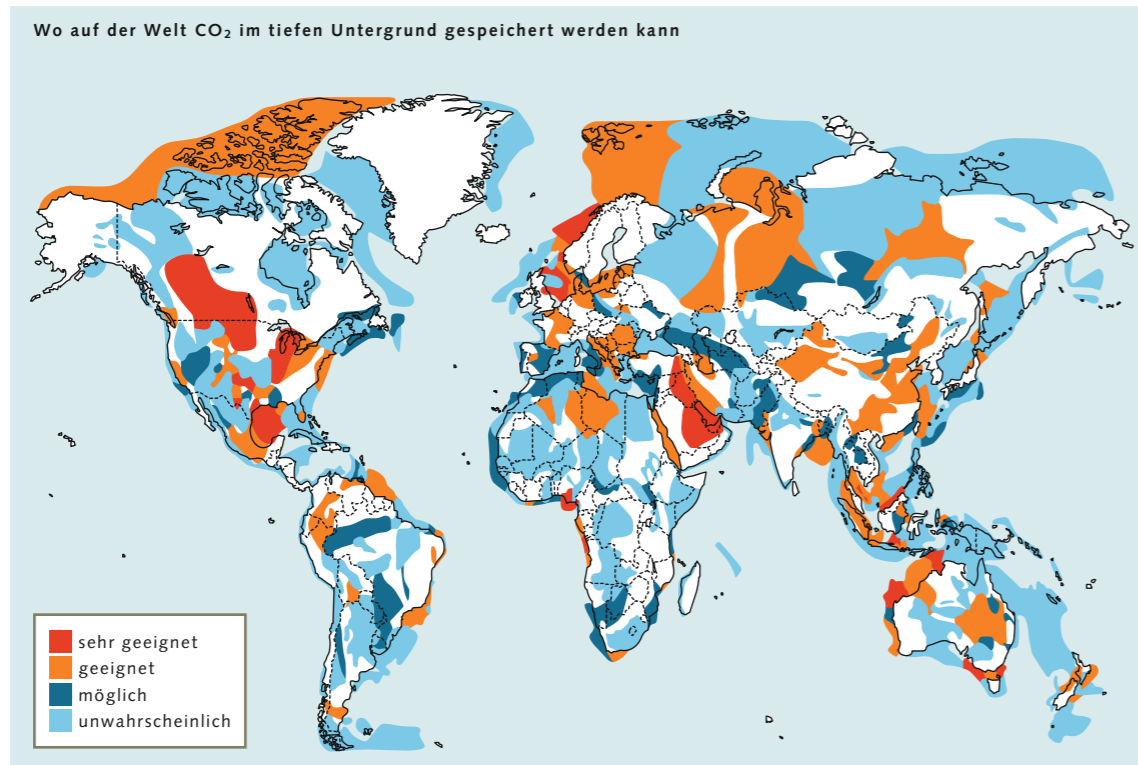 Wo auf der Welt CO₂ im tiefen Untergrund gespeichert werden kann
sehr geeignet
geeignet
möglich
unwahrscheinlich